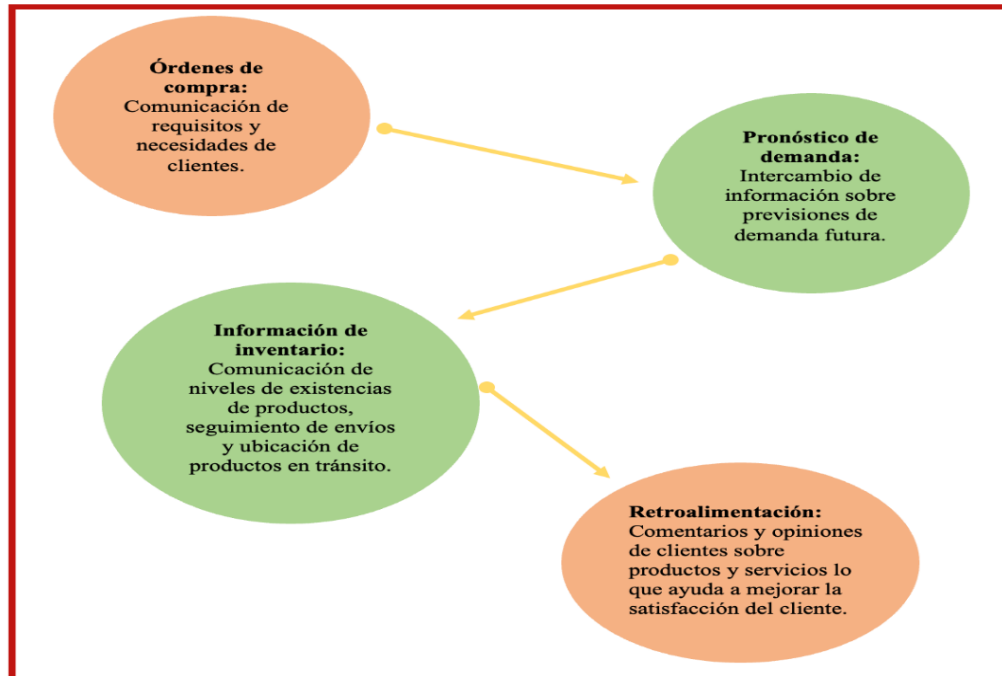 Órdenes de
compra:
Comunicación de
requisitos y
necesidades de
clientes.
Pronóstico de
demanda:
Intercambio de
información sobre
previsiones de
demanda futura.
Información de
inventario:
Comunicación de
niveles de existencias
de productos,
seguimiento de envíos
y ubicación de
productos en tránsito.
Retroalimentación:
Comentarios y opiniones
de clientes sobre
productos y servicios lo
que ayuda a mejorar la
satisfacción del cliente.